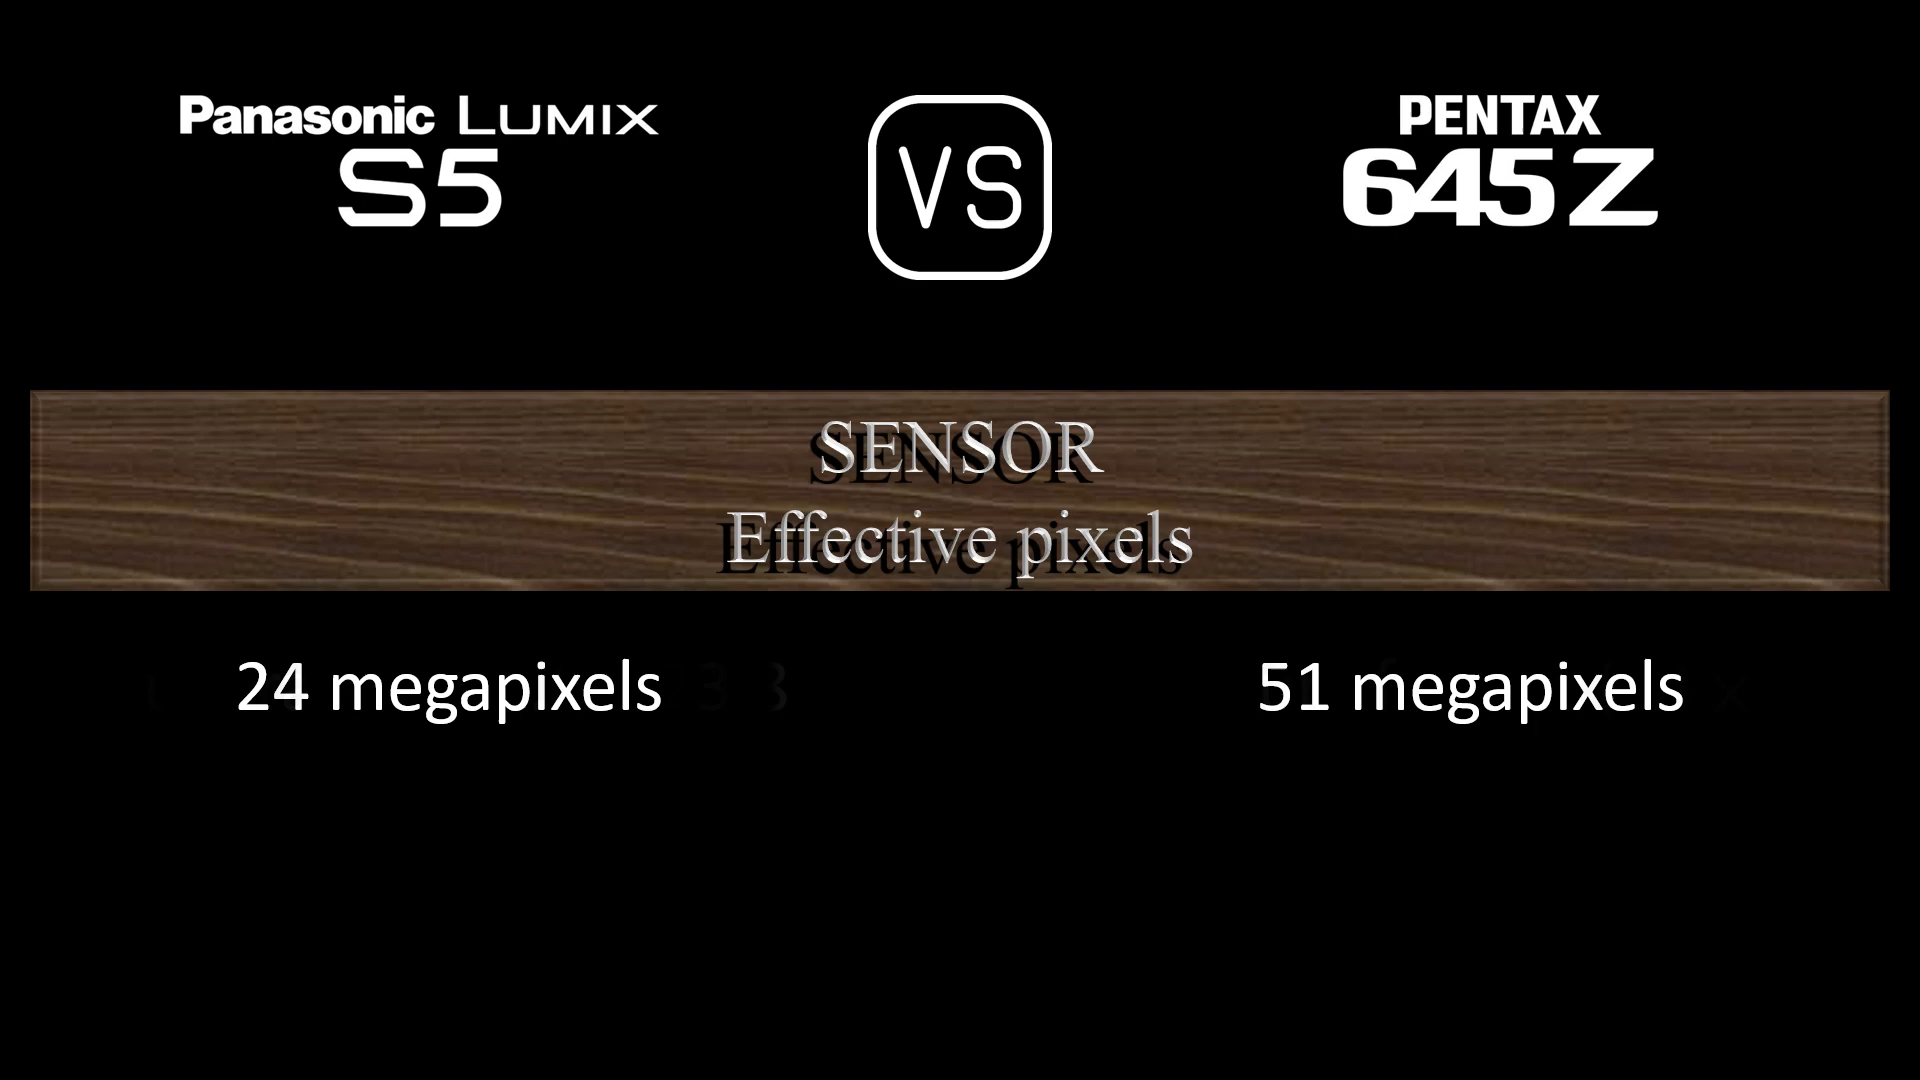 Panasonic LUMIX
S5
VS
PENTAX
645Z
SENSOR
Effective pixels
24 megapixels
51 megapixels